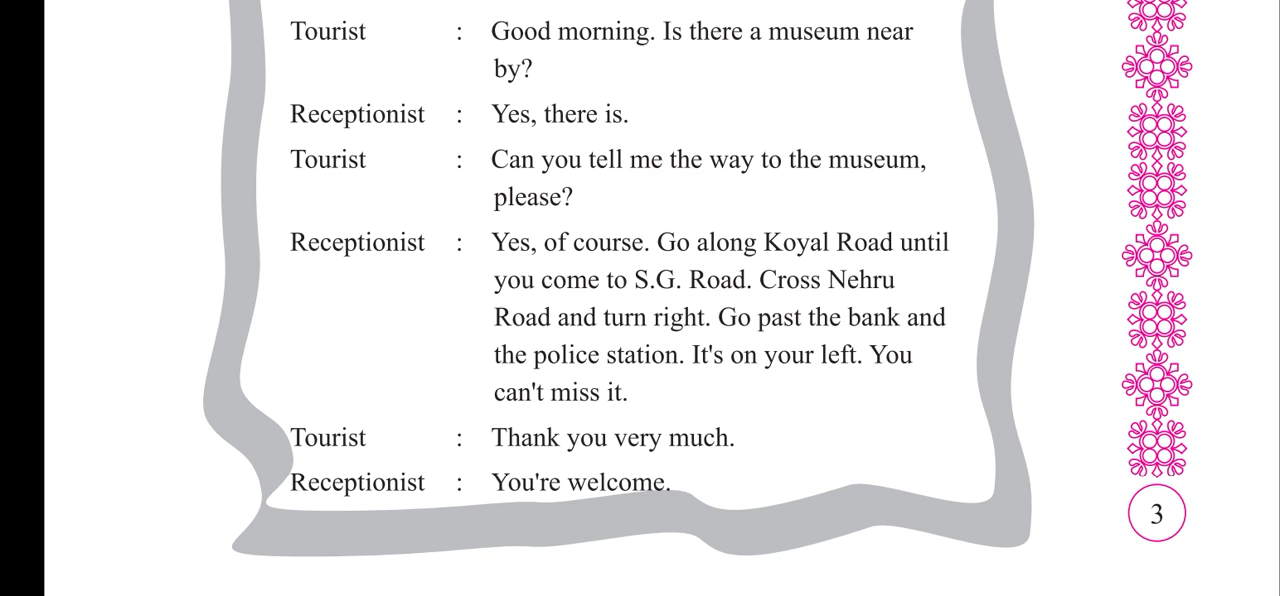 Tourist : Good morning. Is there a museum near
by?
Receptionist : Yes, there is.
Tourist : Can you tell me the way to the museum,
please?
Receptionist : Yes, of course. Go along Koyal Road until
you come to S.G. Road. Cross Nehru
Road and turn right. Go past the bank and
the police station. It's on your left. You
can't miss it.
Tourist : Thank you very much.
Receptionist : You're welcome.
3